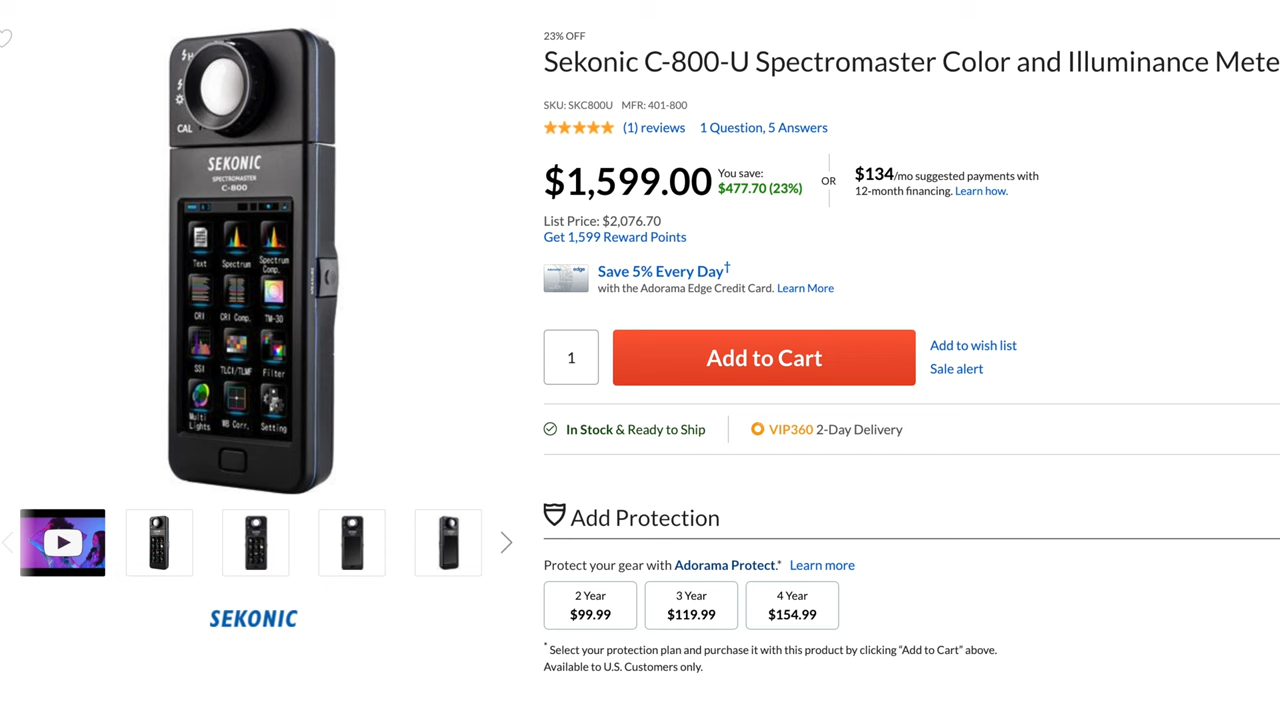 23% OFF
Sekonic C-800-U Spectromaster Color and Illuminance Mete
SKU: SKC800U MFR: 401-800
(1) reviews 1 Question, 5 Answers
$1,599.00 You save: $477.70 (23%) OR $134/mo suggested payments with 12-month financing. Learn how.
List Price: $2,076.70
Get 1,599 Reward Points
edge
Save 5% Every Day†
with the Adorama Edge Credit Card. Learn More
1 Add to Cart
Add to wish list
Sale alert
In Stock & Ready to Ship VIP360 2-Day Delivery
Add Protection
Protect your gear with Adorama Protect.* Learn more
2 Year 3 Year 4 Year
$99.99 $119.99 $154.99
* Select your protection plan and purchase it with this product by clicking “Add to Cart” above.
Available to U.S. Customers only.
H
CAL
SEKONIC
SPECTROMASTER
C-800
Text Spectrum Spectrum Comp.
CRI CRI Comp. TM-30
SSI TLCI/TLMF Filter
Multi Lights WB Corr. Setting
SEKONIC